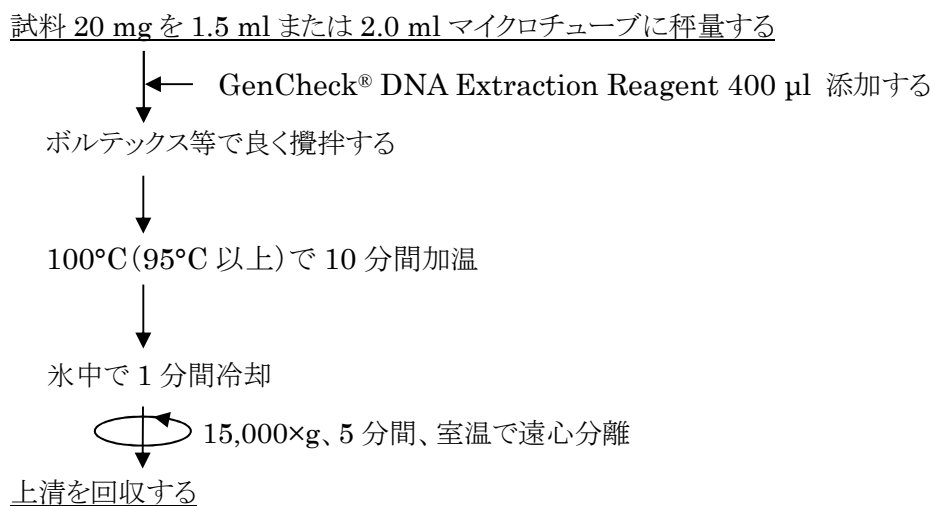 試料 20 mg を 1.5 ml または 2.0 ml マイクロチューブに秤量する
GenCheck® DNA Extraction Reagent 400 µl 添加する
ボルテックス等で良く攪拌する
100°C（95°C 以上）で 10 分間加温
氷中で 1 分間冷却
15,000×g、5 分間、室温で遠心分離
上清を回収する